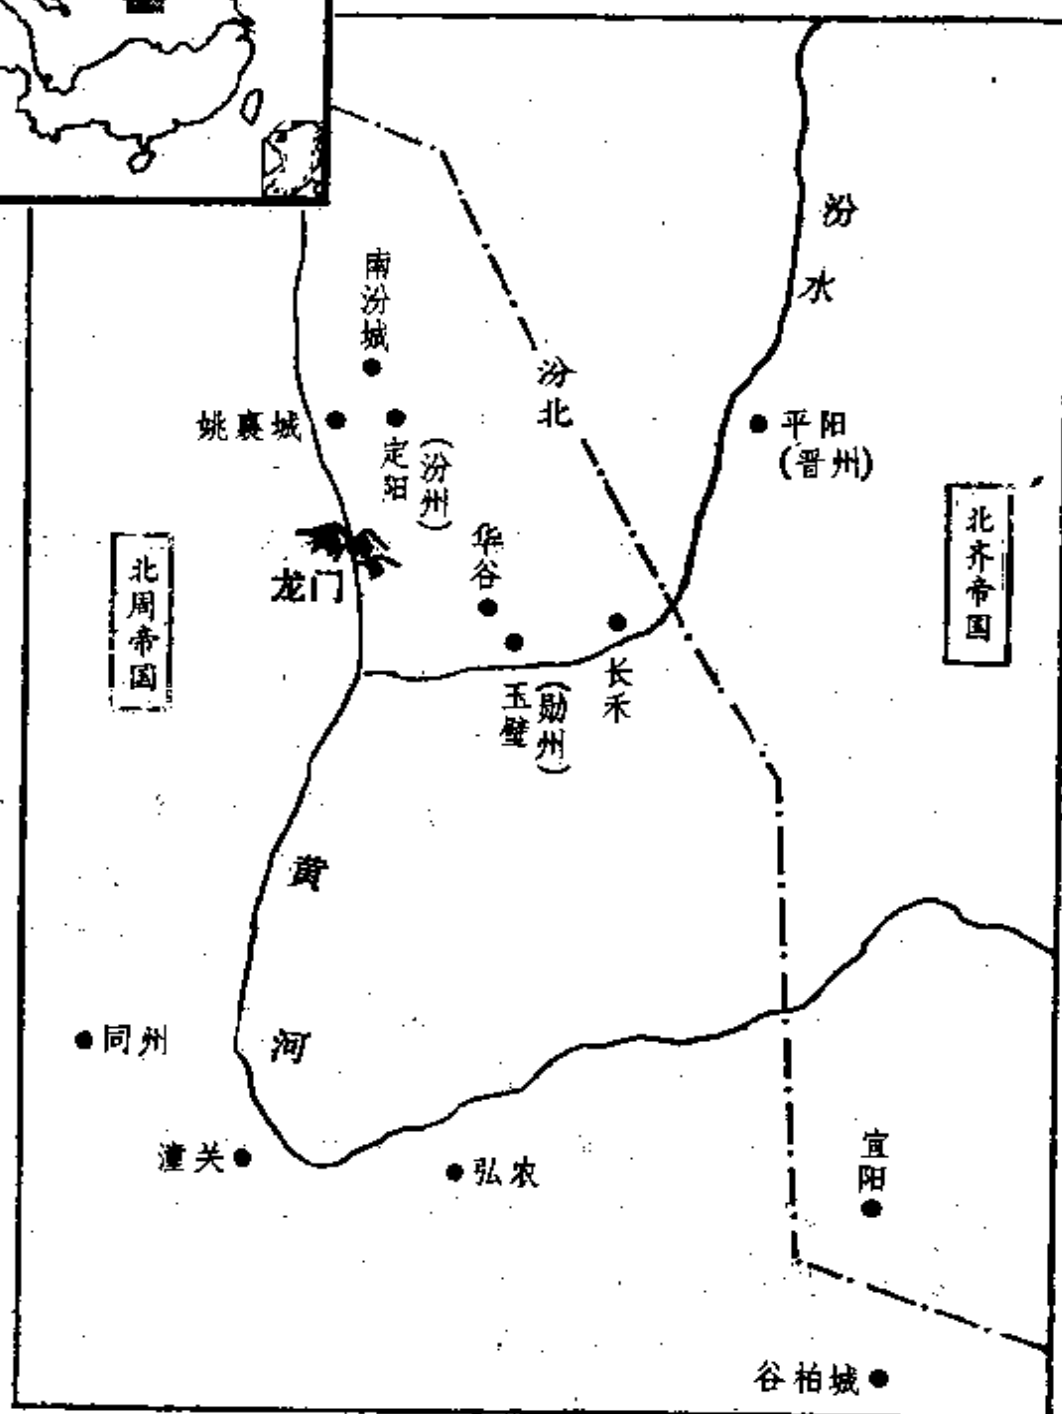 汾水
南汾城
汾北
姚襄城
定阳
(汾州)
平阳
(晋州)
北齐帝国
北周帝国
龙门
华谷
长禾
玉璧
(勋州)
黄河
同州
潼关
弘农
宜阳
谷柏城